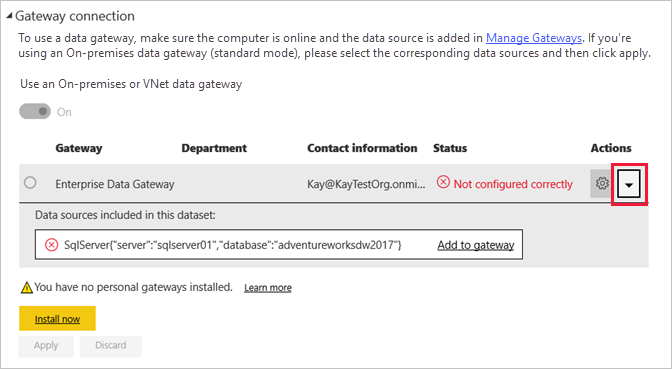 Gateway connection
To use a data gateway, make sure the computer is online and the data source is added in Manage Gateways. If you're
using an On-premises data gateway (standard mode), please select the corresponding data sources and then click apply.
Use an On-premises or VNet data gateway
On
Gateway Department Contact information Status Actions
Enterprise Data Gateway Kay@KayTestOrg.onmi... Not configured correctly
Data sources included in this dataset:
SqlServer{"server":"sqlserver01","database":"adventureworksdw2017"} Add to gateway
You have no personal gateways installed. Learn more
Install now
Apply Discard